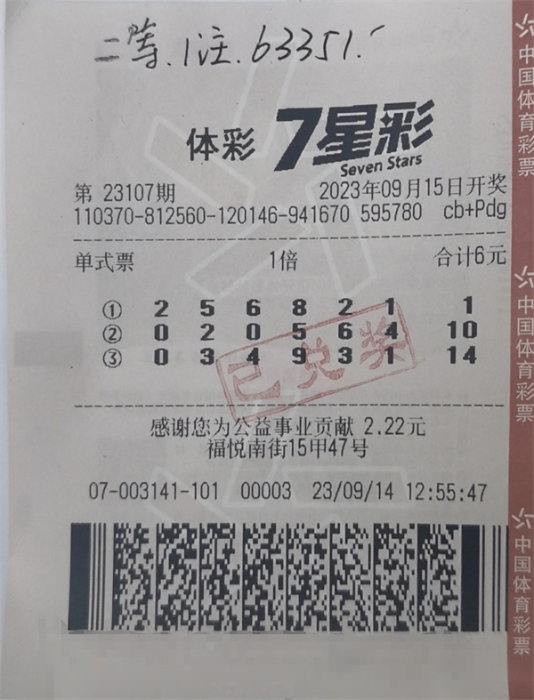 二等.1注.63351.
体彩 7星彩
Seven Stars
第 23107期 2023年09月15日开奖
110370-812560-120146-941670 595780 cb+Pdg
单式票 1倍 合计6元
① 2 5 6 8 2 1 1
② 0 2 0 5 6 4 10
③ 0 3 4 9 3 1 14
已兑奖
感谢您为公益事业贡献 2.22元
福悦南街15甲47号
07-003141-101 00003 23/09/14 12:55:47
中国体育彩票
中国体育彩票
中国体育彩票